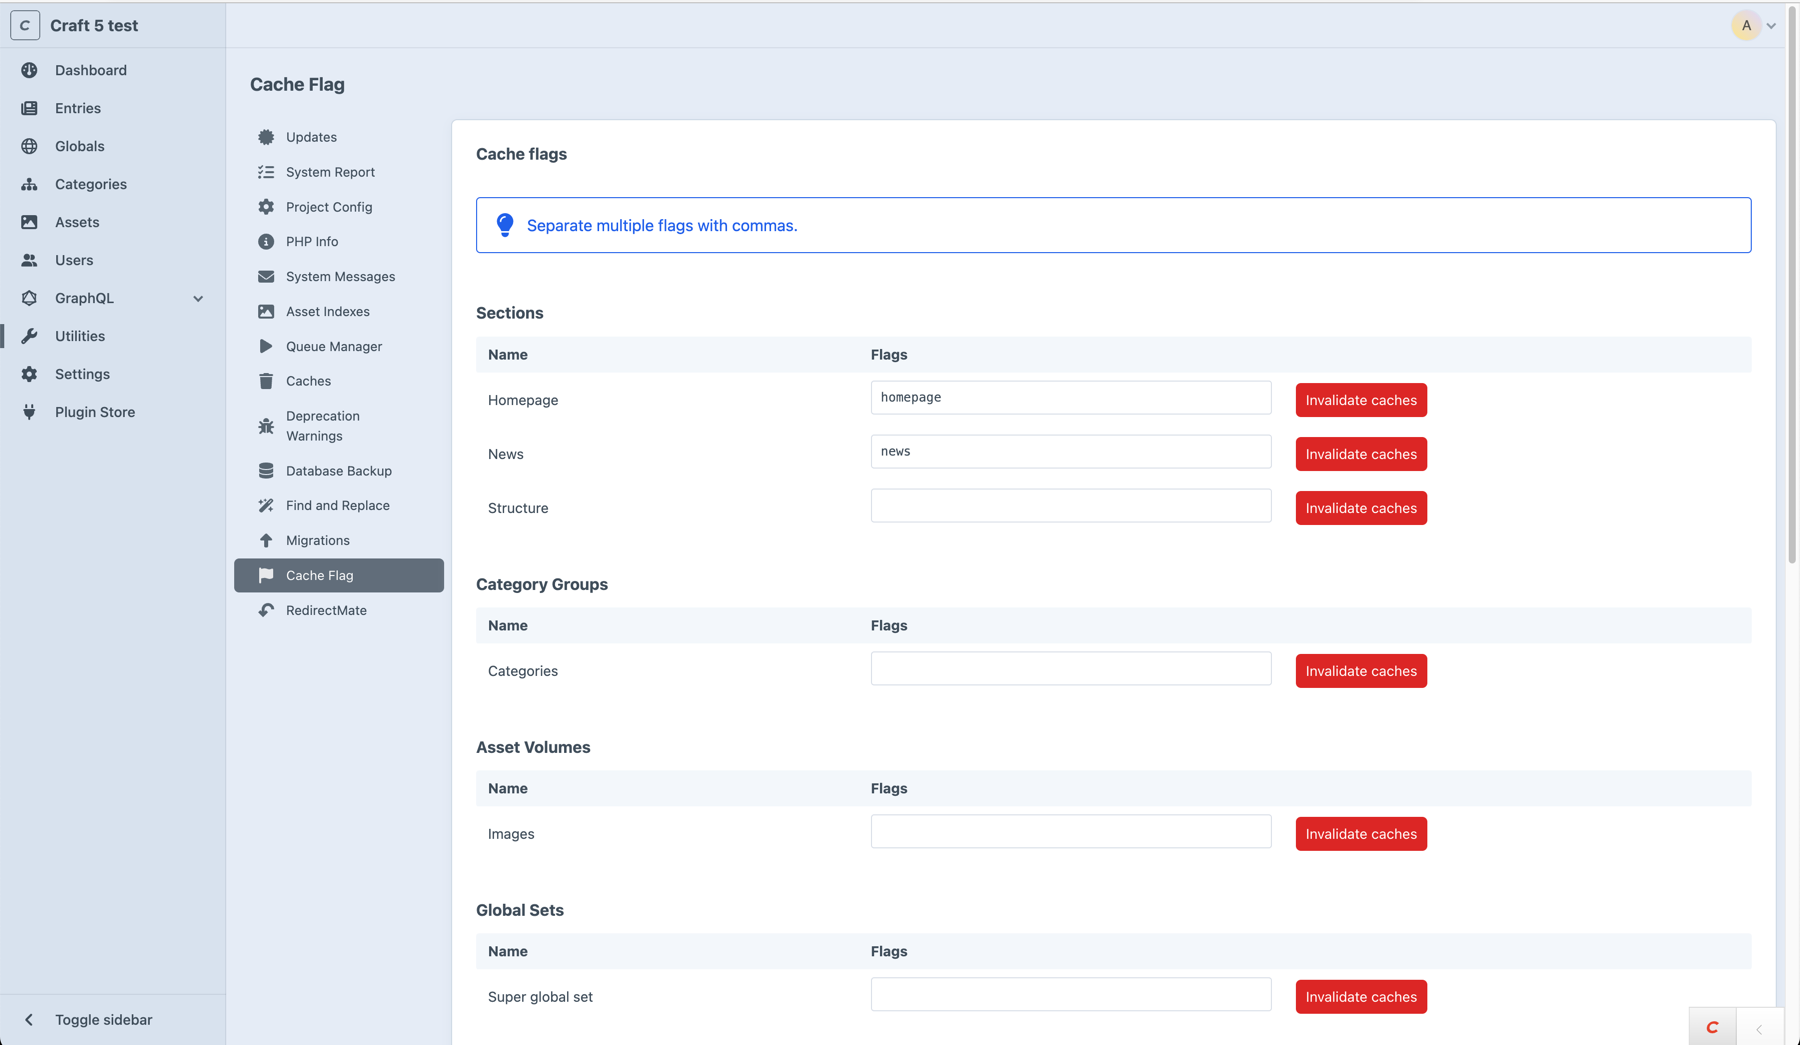 C Craft 5 test
A
Dashboard
Entries
Globals
Categories
Assets
Users
GraphQL
Utilities
Settings
Plugin Store
Toggle sidebar
Cache Flag
Updates
System Report
Project Config
PHP Info
System Messages
Asset Indexes
Queue Manager
Caches
Deprecation
Warnings
Database Backup
Find and Replace
Migrations
Cache Flag
RedirectMate
Cache flags
Separate multiple flags with commas.
Sections
Name Flags
Homepage homepage Invalidate caches
News news Invalidate caches
Structure Invalidate caches
Category Groups
Name Flags
Categories Invalidate caches
Asset Volumes
Name Flags
Images Invalidate caches
Global Sets
Name Flags
Super global set Invalidate caches
C